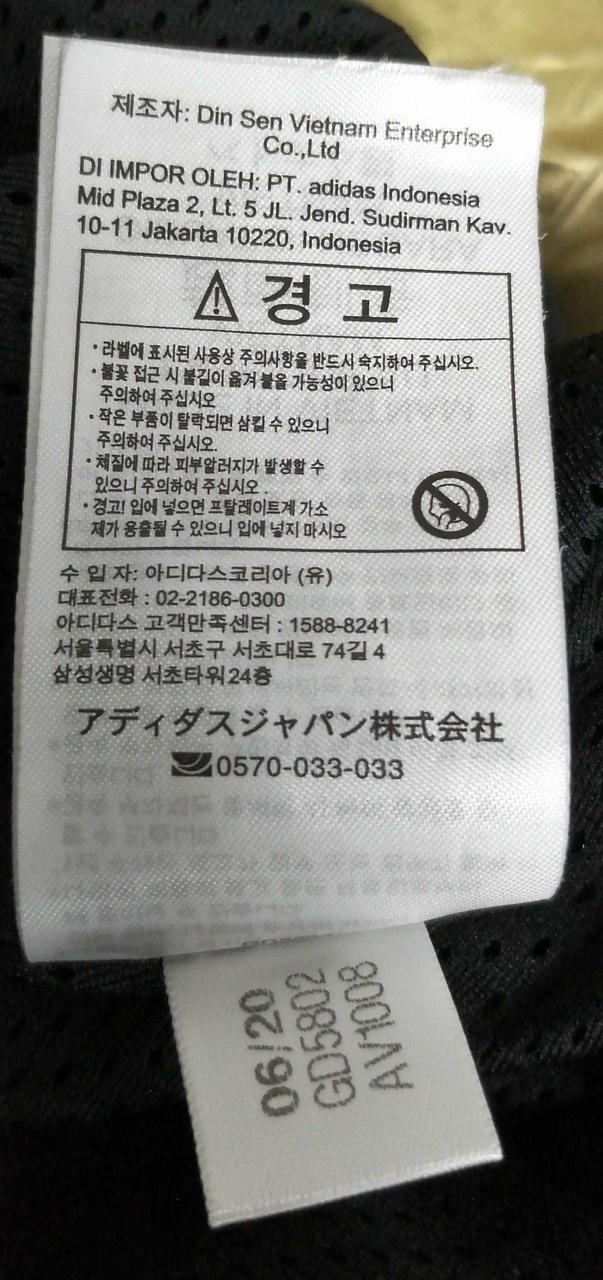 제조자: Din Sen Vietnam Enterprise
Co.,Ltd
DI IMPOR OLEH: PT. adidas Indonesia
Mid Plaza 2, Lt. 5 JL. Jend. Sudirman Kav.
10-11 Jakarta 10220, Indonesia
경 고
• 라벨에 표시된 사용상 주의사항을 반드시 숙지하여 주십시오.
• 불꽃 접근 시 불길이 옮겨 붙을 가능성이 있으니
주의하여 주십시오
• 작은 부품이 탈락되면 삼킬 수 있으니
주의하여 주십시오.
• 체질에 따라 피부알러지가 발생할 수
있으니 주의하여 주십시오 .
• 경고! 입에 넣으면 프탈레이트계 가소
제가 용출될 수 있으니 입에 넣지 마시오
수 입 자: 아디다스코리아 (유)
대표전화 : 02-2186-0300
아디다스 고객만족센터 : 1588-8241
서울특별시 서초구 서초대로 74길 4
삼성생명 서초타워24층
アディダスジャパン株式会社
0570-033-033
06/20
GD5802
AV1008